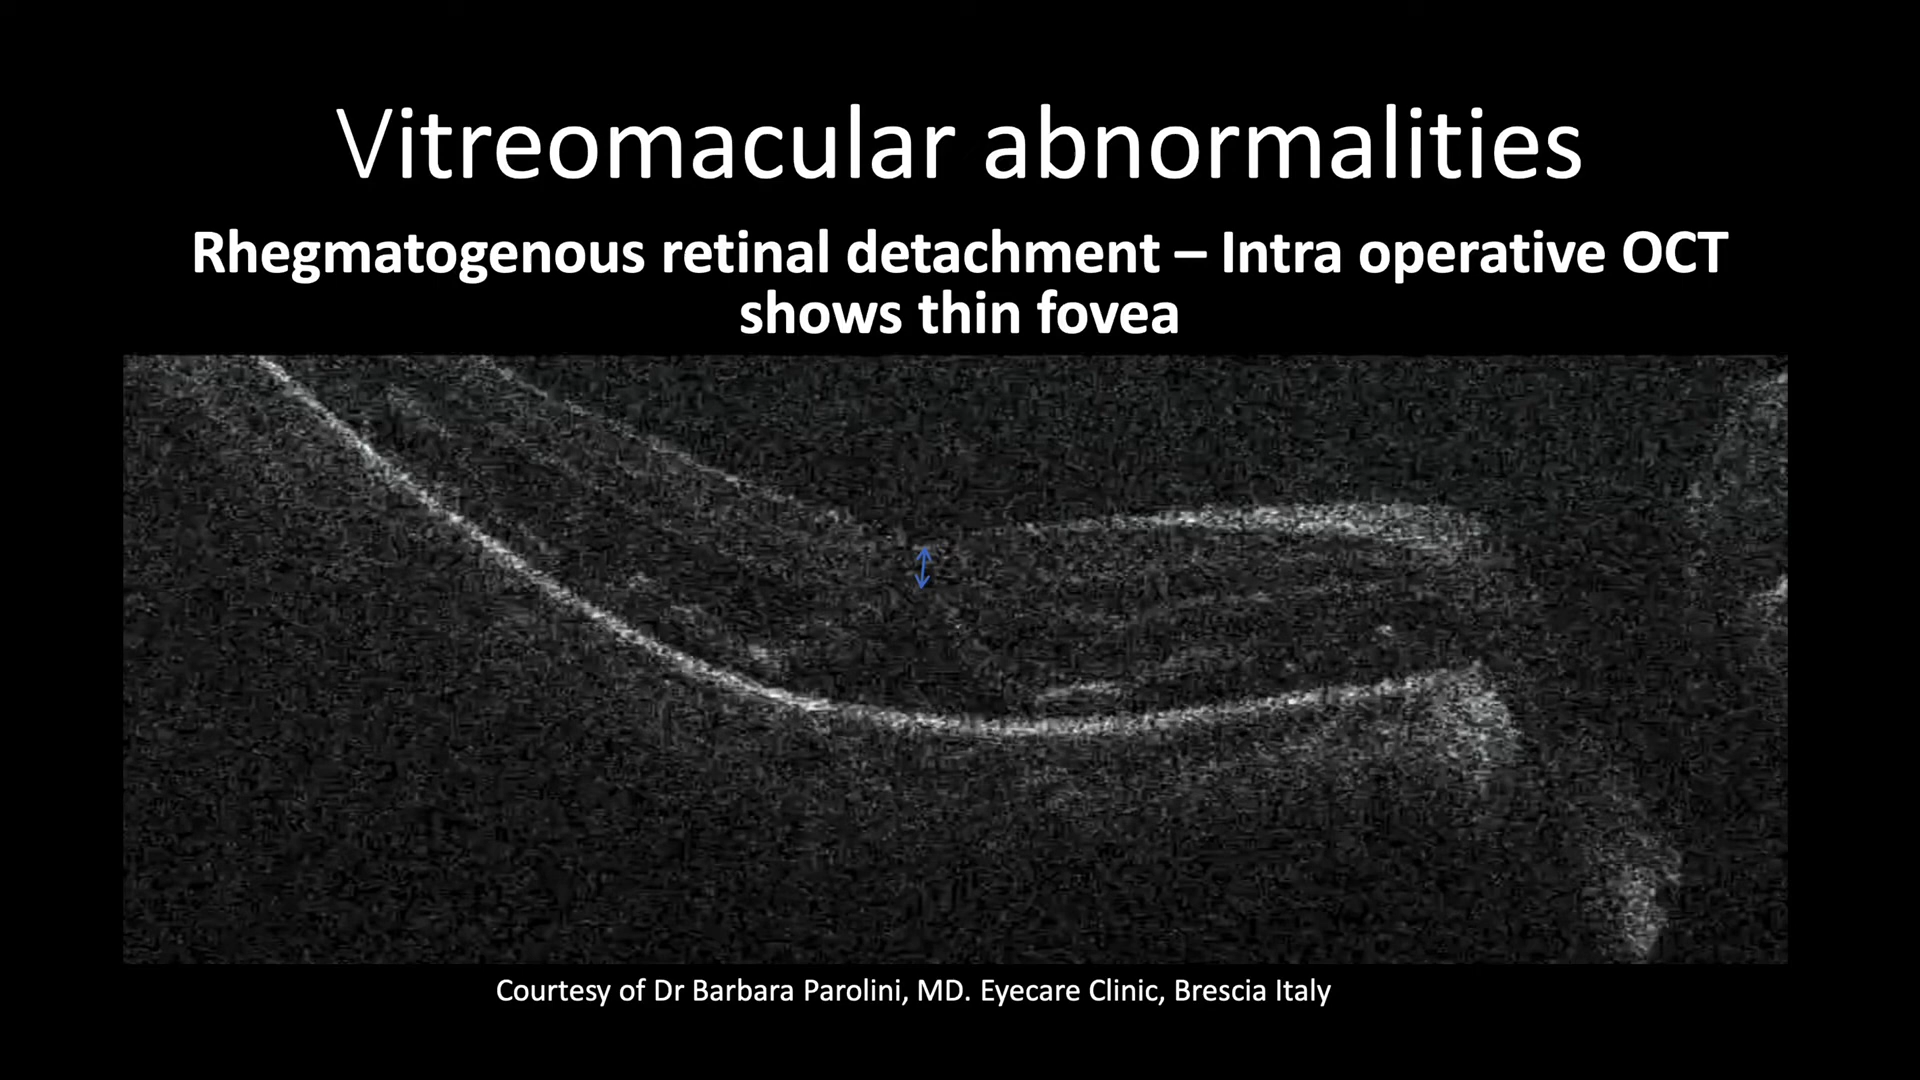 Vitreomacular abnormalities
Rhegmatogenous retinal detachment – Intra operative OCT
shows thin fovea
Courtesy of Dr Barbara Parolini, MD. Eyecare Clinic, Brescia Italy